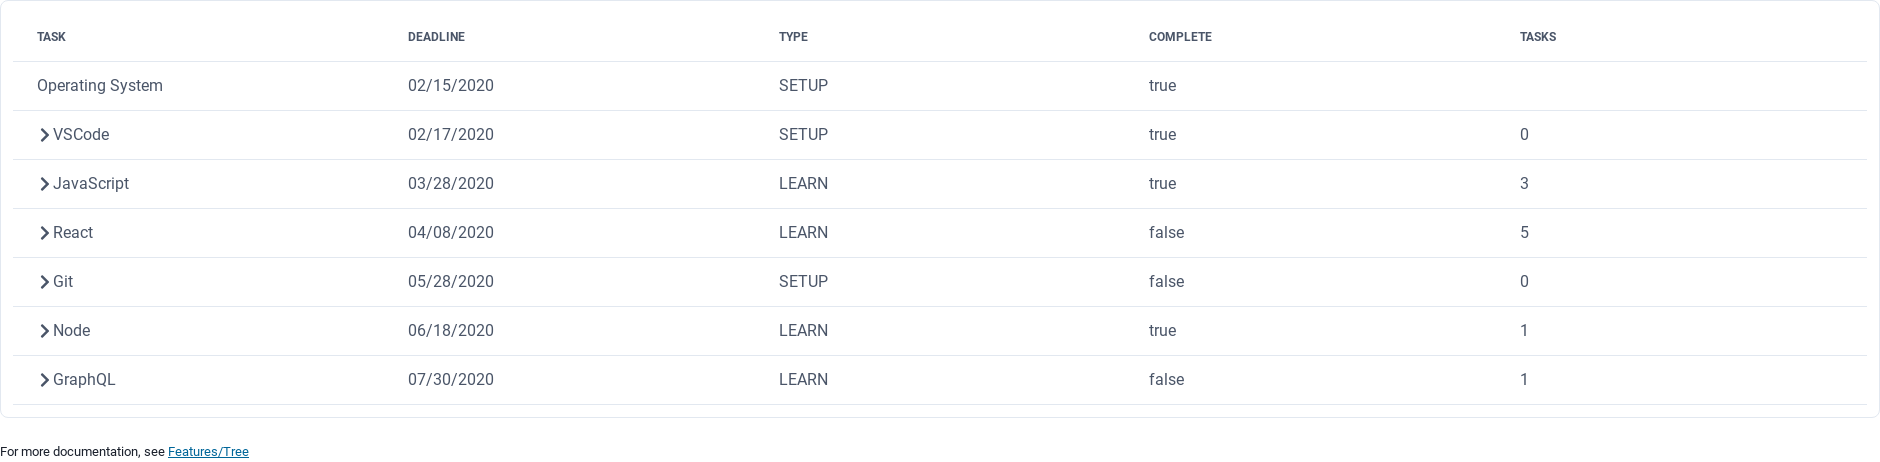 TASK DEADLINE TYPE COMPLETE TASKS
Operating System 02/15/2020 SETUP true
VSCode 02/17/2020 SETUP true 0
JavaScript 03/28/2020 LEARN true 3
React 04/08/2020 LEARN false 5
Git 05/28/2020 SETUP false 0
Node 06/18/2020 LEARN true 1
GraphQL 07/30/2020 LEARN false 1
For more documentation, see Features/Tree